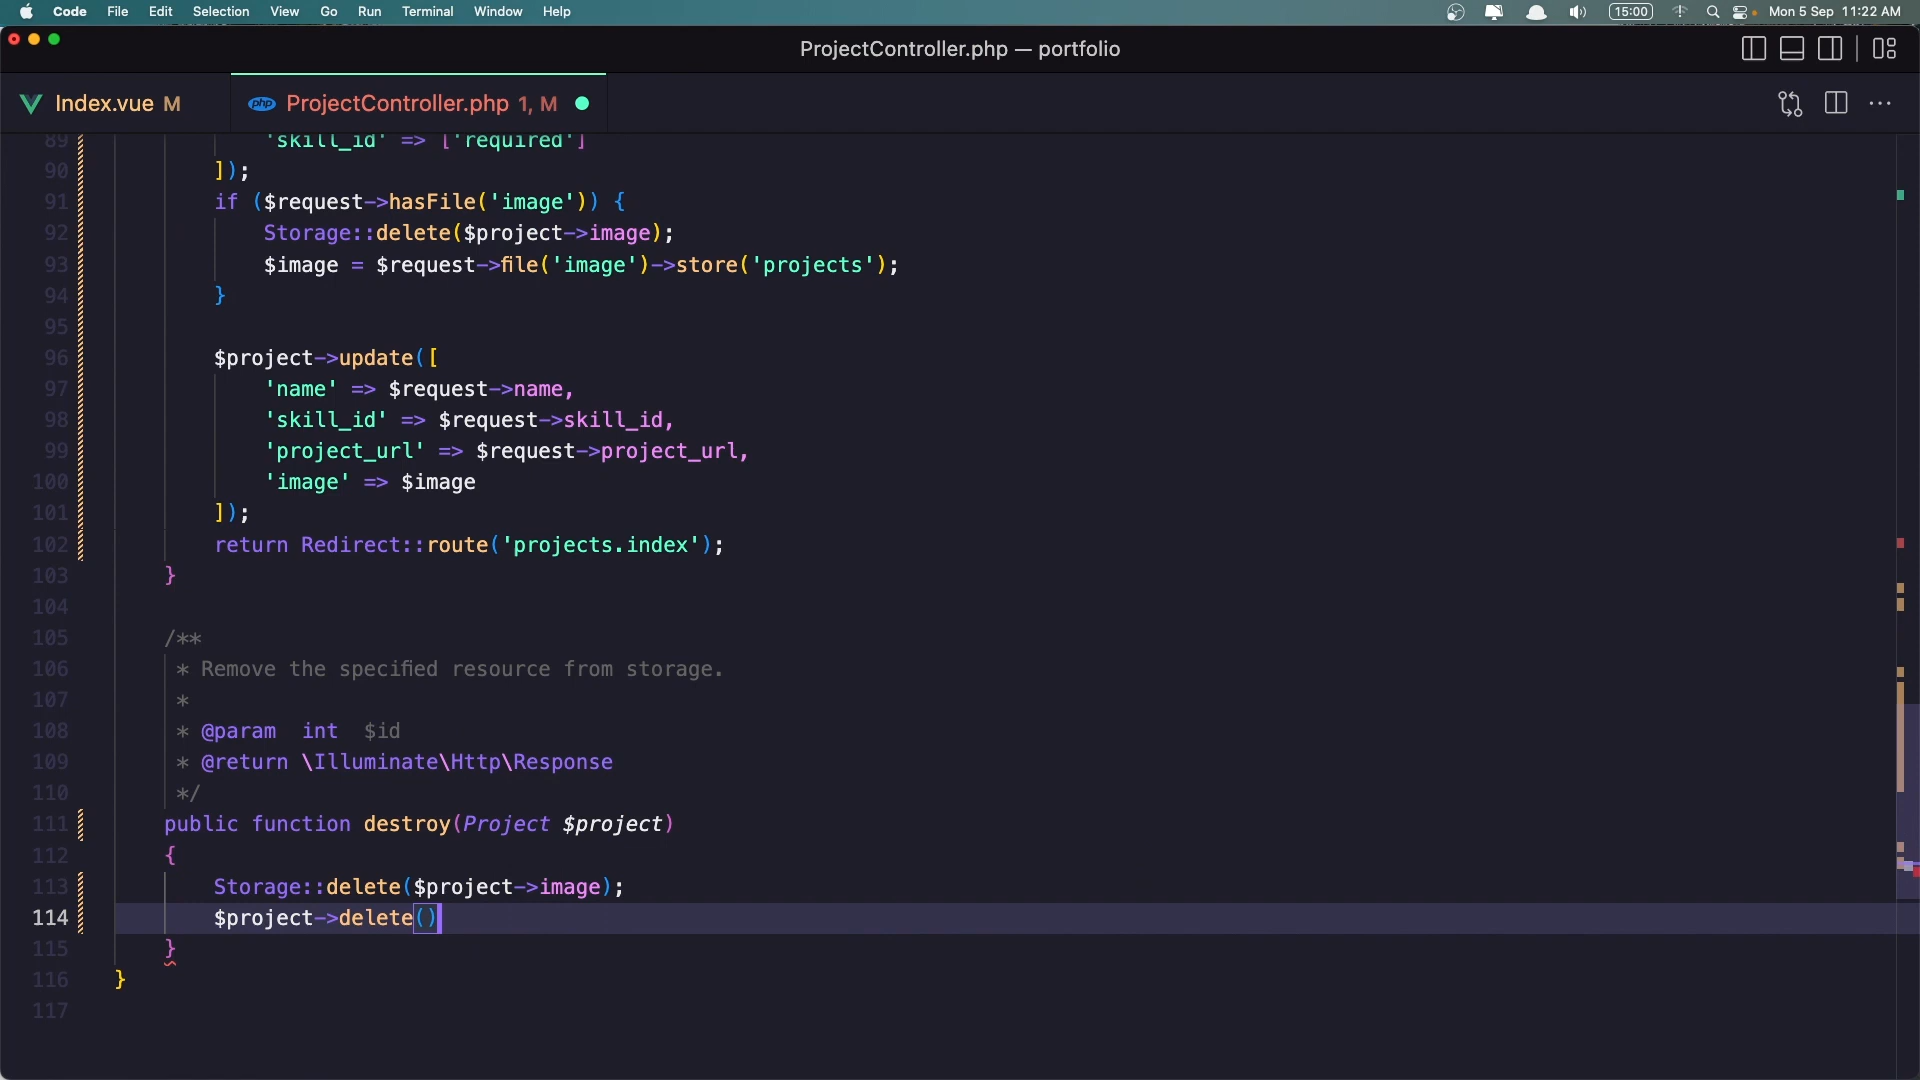 Code File Edit Selection View Go Run Terminal Window Help 15:00 Mon 5 Sep 11:22 AM
ProjectController.php — portfolio
Index.vue M php ProjectController.php 1, M
89 'skill_id' => ['required']
90 ]);
91 if ($request->hasFile('image')) {
92 Storage::delete($project->image);
93 $image = $request->file('image')->store('projects');
94 }
95
96 $project->update([
97 'name' => $request->name,
98 'skill_id' => $request->skill_id,
99 'project_url' => $request->project_url,
100 'image' => $image
101 ]);
102 return Redirect::route('projects.index');
103 }
104
105 /**
106 * Remove the specified resource from storage.
107 *
108 * @param  int  $id
109 * @return \Illuminate\Http\Response
110 */
111 public function destroy(Project $project)
112 {
113 Storage::delete($project->image);
114 $project->delete()
115 }
116 }
117